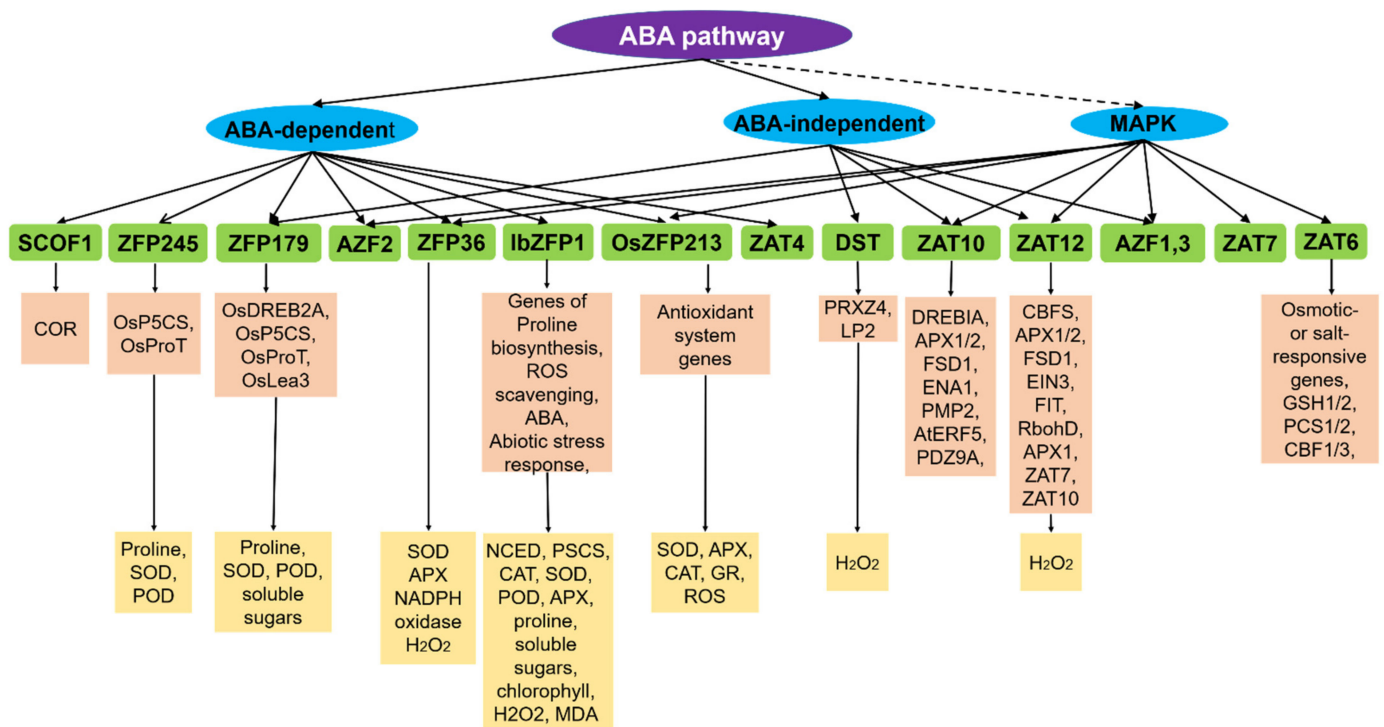 ABA pathway
ABA-dependent
ABA-independent
MAPK
SCOF1
ZFP245
ZFP179
AZF2
ZFP36
IbZFP1
OsZFP213
ZAT4
DST
ZAT10
ZAT12
AZF1,3
ZAT7
ZAT6
COR
OsP5CS,
OsProT
OsDREB2A,
OsP5CS,
OsProT,
OsLea3
Genes of
Proline
biosynthesis,
ROS
scavenging,
ABA,
Abiotic stress
response,
Antioxidant
system
genes
PRXZ4,
LP2
DREBIA,
APX1/2,
FSD1,
ENA1,
PMP2,
AtERF5,
PDZ9A,
CBFS,
APX1/2,
FSD1,
EIN3,
FIT,
RbohD,
APX1,
ZAT7,
ZAT10
Osmotic-
or salt-
responsive
genes,
GSH1/2,
PCS1/2,
CBF1/3,
Proline,
SOD,
POD
Proline,
SOD, POD,
soluble
sugars
SOD
APX
NADPH
oxidase
H2O2
NCED, PSCS,
CAT, SOD,
POD, APX,
proline,
soluble
sugars,
chlorophyll,
H2O2, MDA
SOD, APX,
CAT, GR,
ROS
H2O2
H2O2